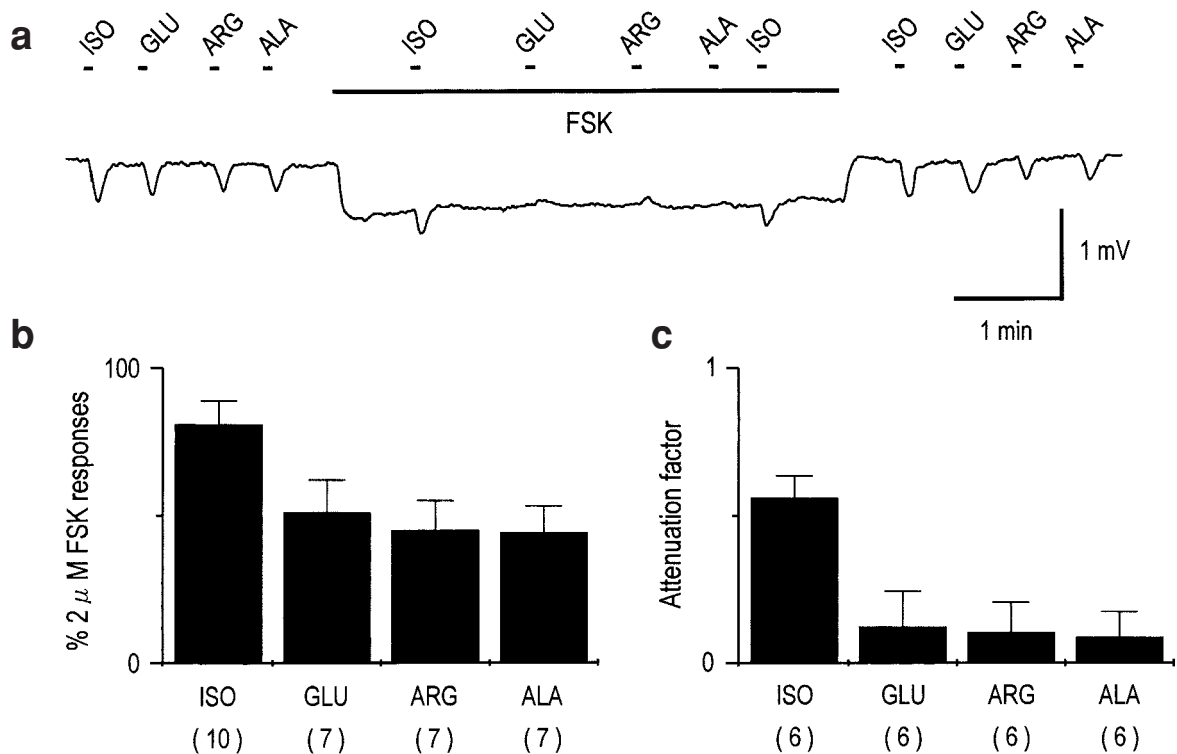 a
ISO GLU ARG ALA ISO GLU ARG ALA ISO ISO GLU ARG ALA
FSK
1 mV
1 min
b
100
0
% 2 μ M FSK responses
ISO GLU ARG ALA
( 10 ) ( 7 ) ( 7 ) ( 7 )
c
1
0
Attenuation factor
ISO GLU ARG ALA
( 6 ) ( 6 ) ( 6 ) ( 6 )